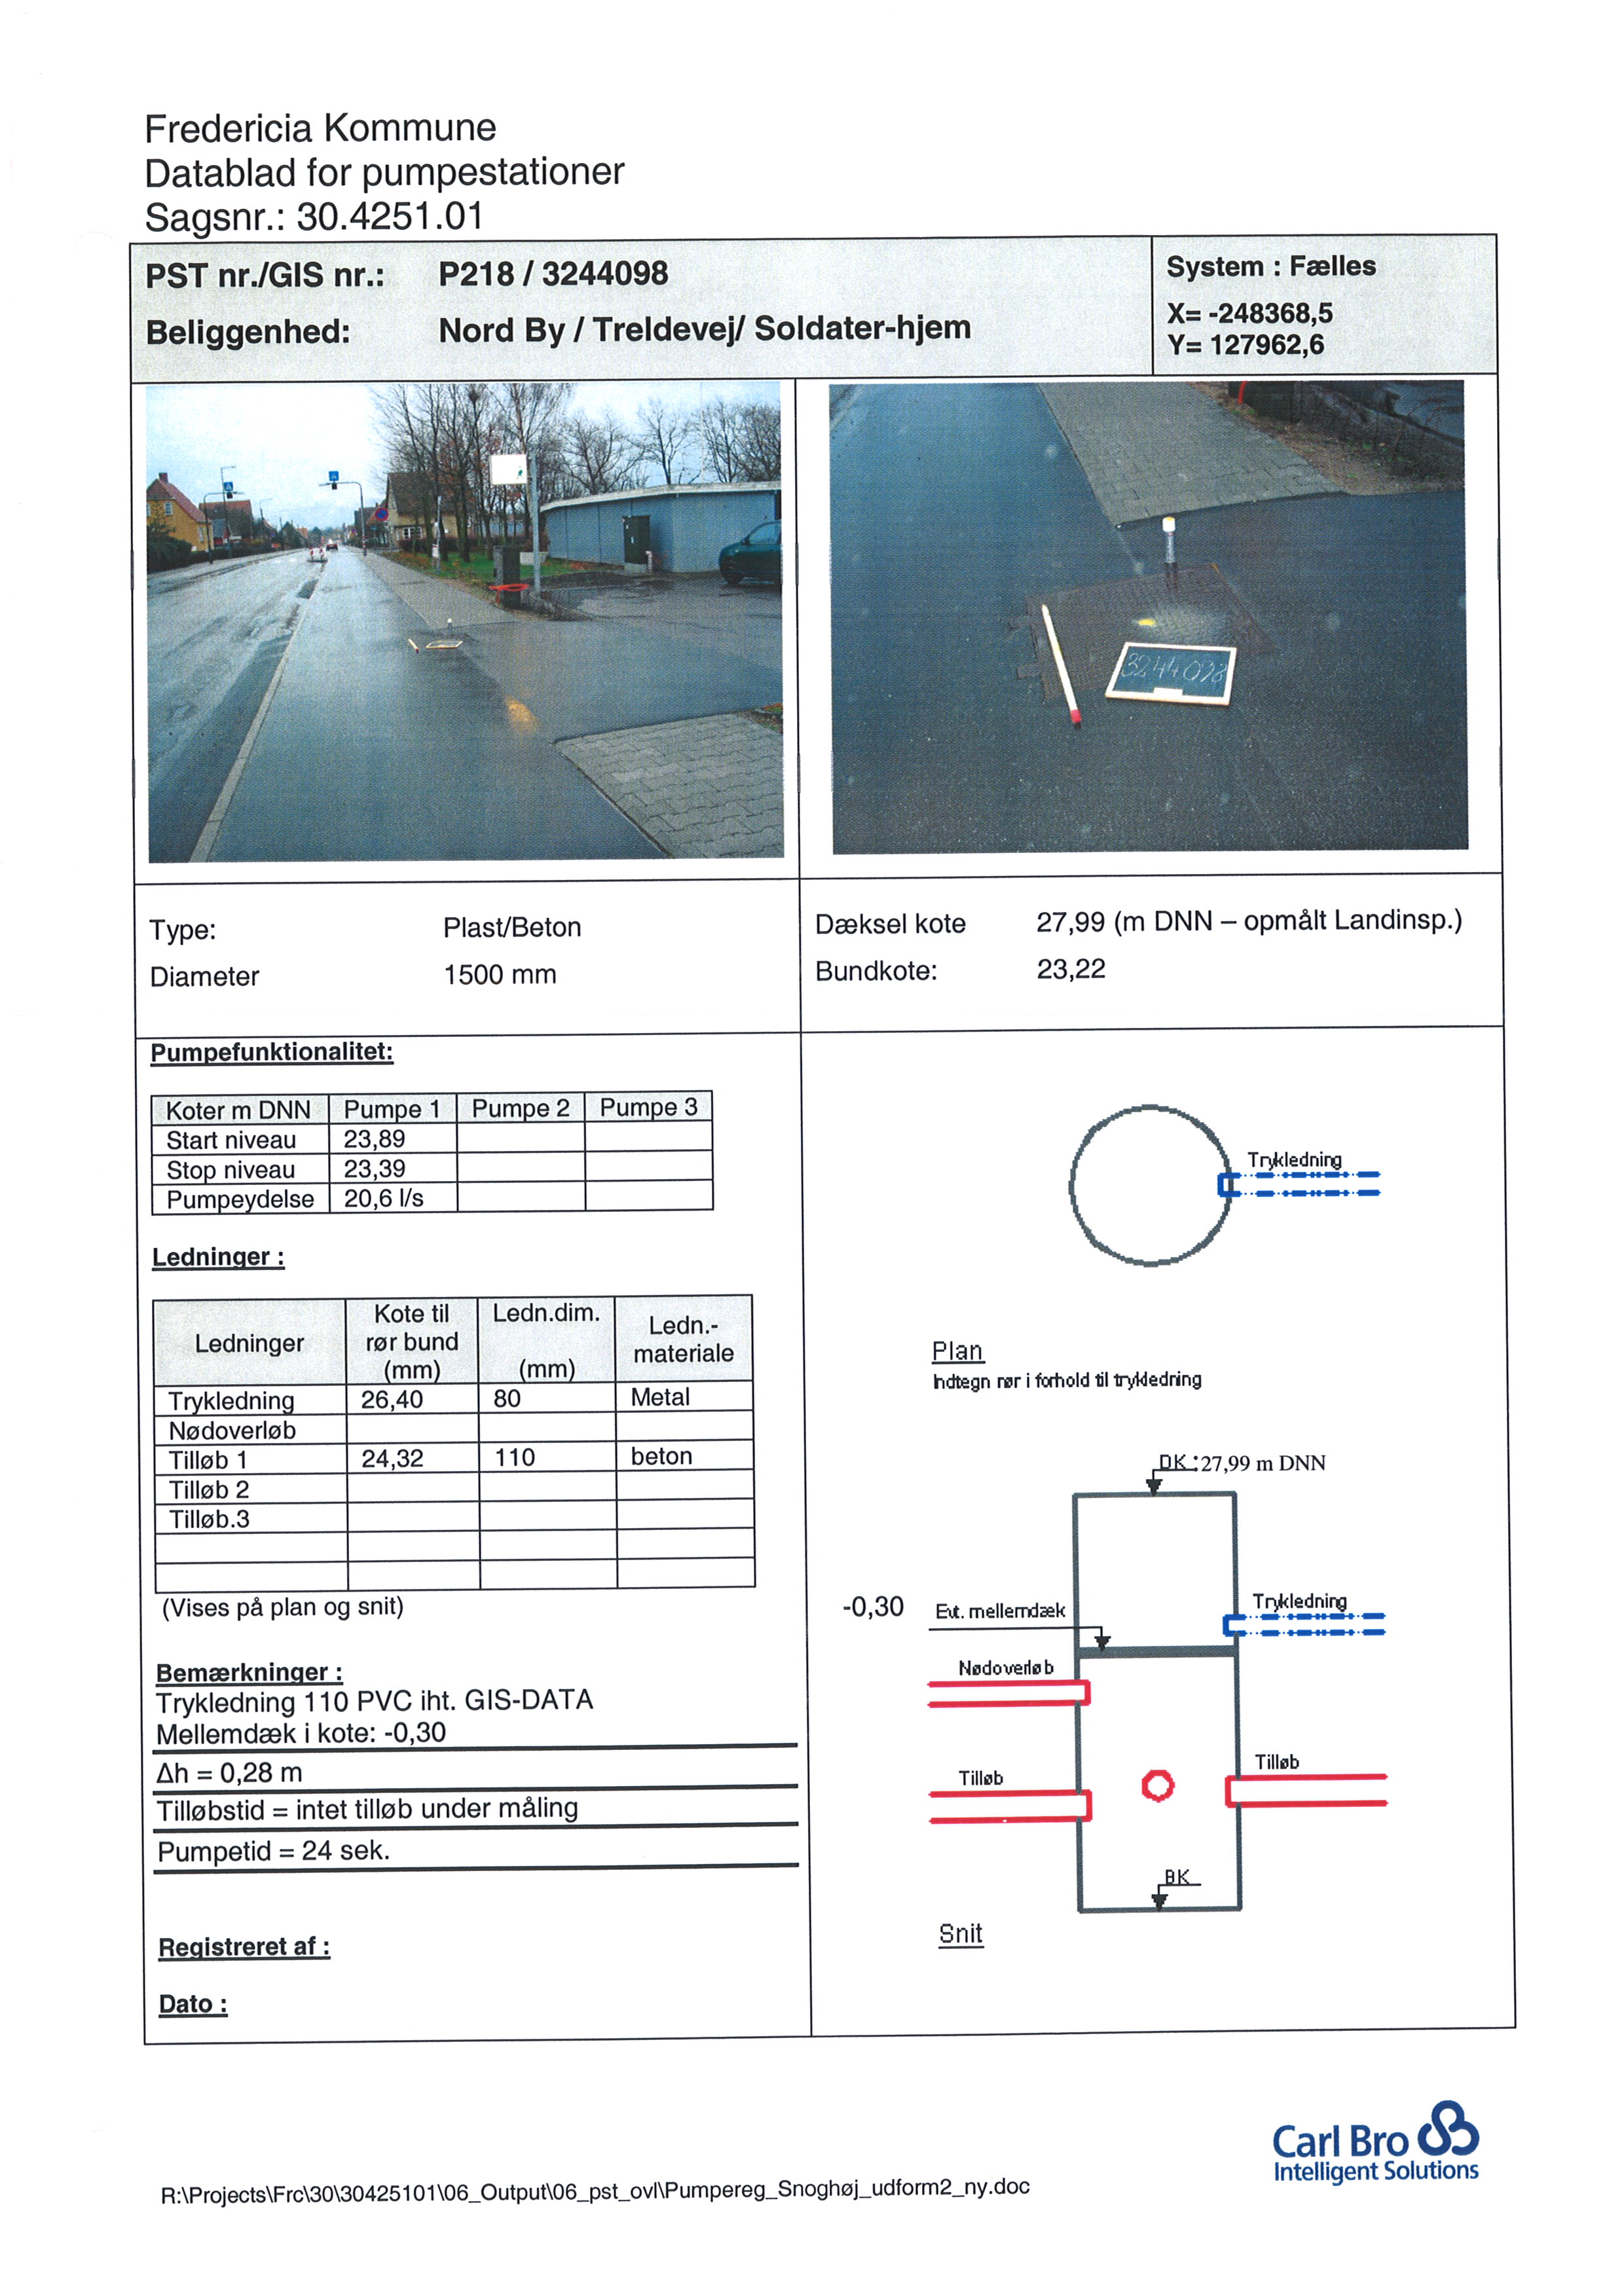 Fredericia Kommune
Datablad for pumpestationer
Sagsnr.: 30.4251.01
PST nr./GIS nr.: P218 / 3244098
Beliggenhed: Nord By / Treldevej/ Soldater-hjem
System : Fælles
X= -248368,5
Y= 127962,6
3244098
Type: Plast/Beton
Diameter 1500 mm
Dæksel kote 27,99 (m DNN – opmålt Landinsp.)
Bundkote: 23,22
Pumpefunktionalitet:
Koter m DNN Pumpe 1 Pumpe 2 Pumpe 3
Start niveau 23,89
Stop niveau 23,39
Pumpeydelse 20,6 l/s
Ledninger :
Ledninger Kote til rør bund (mm) Ledn.dim. (mm) Ledn.-materiale
Trykledning 26,40 80 Metal
Nødoverløb
Tilløb 1 24,32 110 beton
Tilløb 2
Tilløb.3
(Vises på plan og snit)
Bemærkninger :
Trykledning 110 PVC iht. GIS-DATA
Mellemdæk i kote: -0,30
Δh = 0,28 m
Tilløbstid = intet tilløb under måling
Pumpetid = 24 sek.
Registreret af :
Dato :
Trykledning
Plan
Indtegn rør i forhold til trykledning
DK :27,99 m DNN
-0,30 Evt. mellemdæk
Trykledning
Nødoverløb
Tilløb
Tilløb
BK
Snit
Carl Bro
Intelligent Solutions
R:\Projects\Frc\30\30425101\06_Output\06_pst_ovl\Pumpereg_Snoghøj_udform2_ny.doc